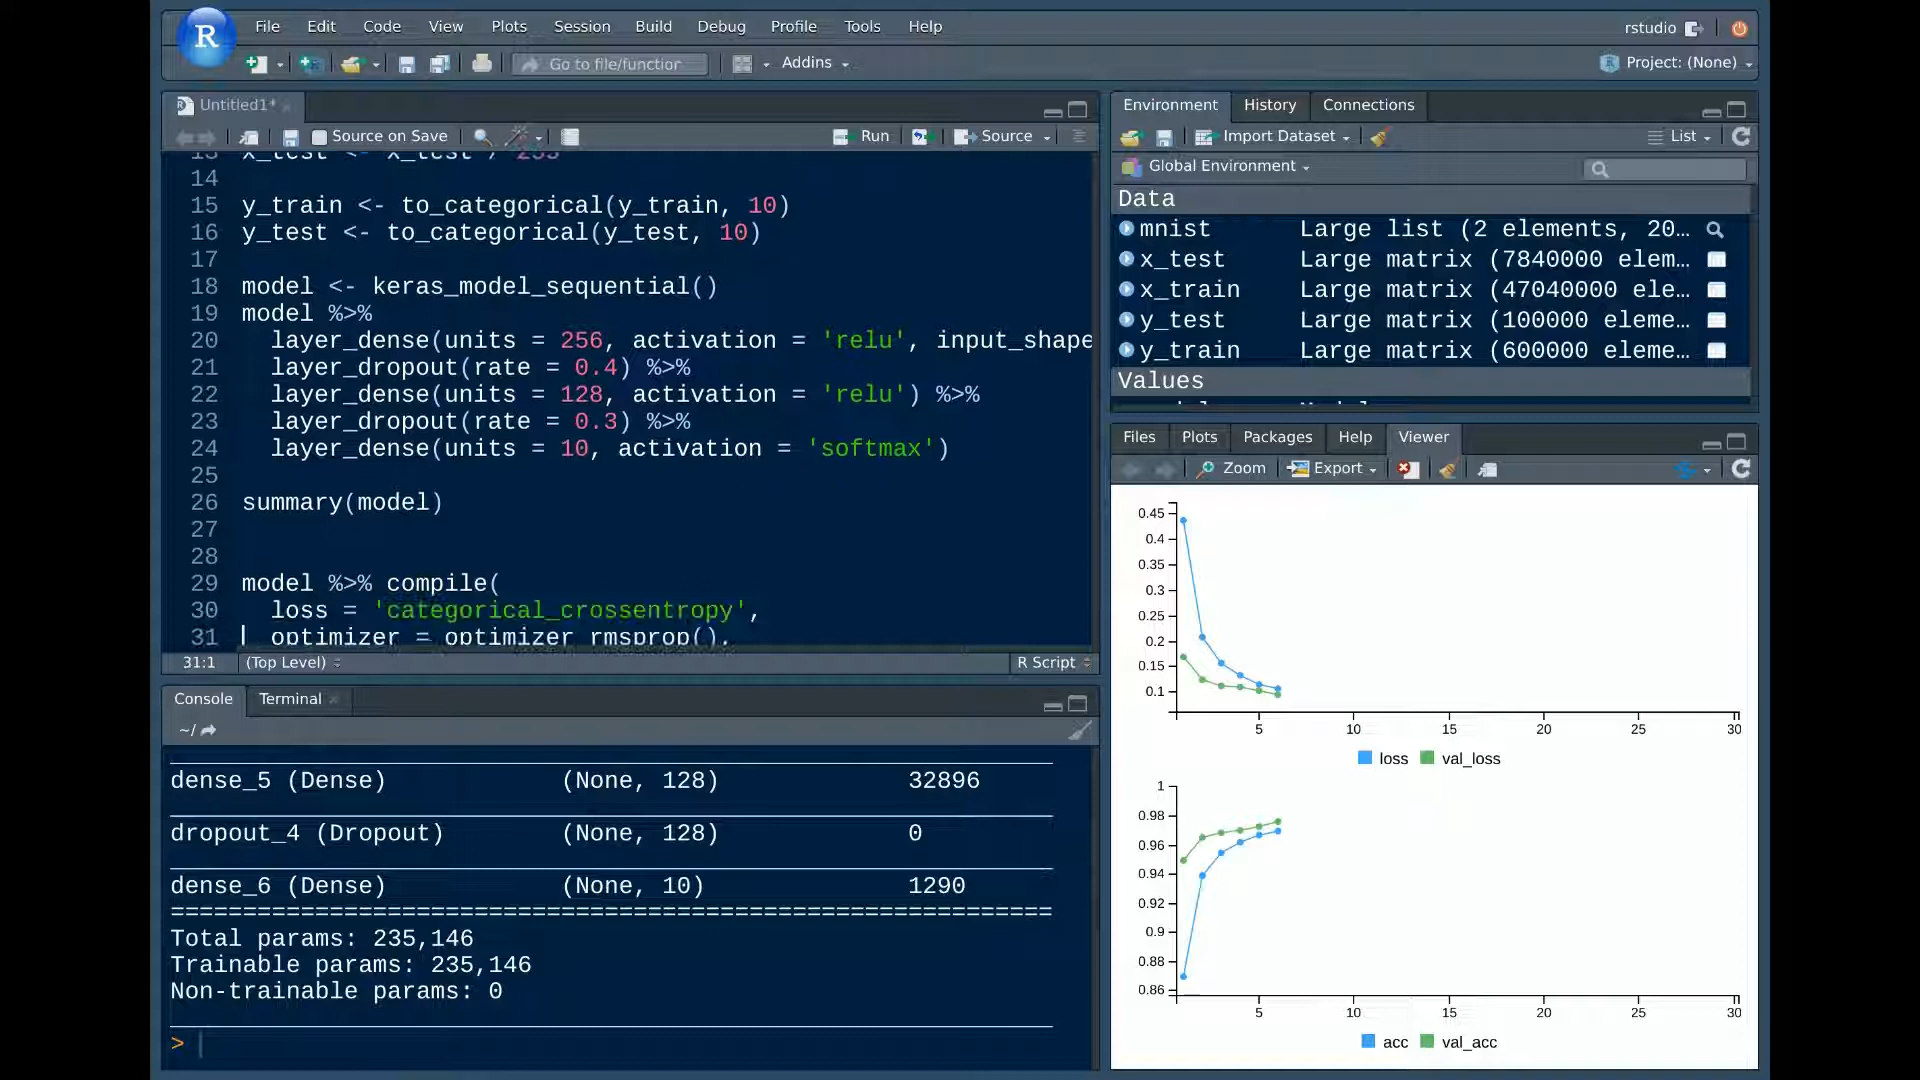 R File Edit Code View Plots Session Build Debug Profile Tools Help
rstudio
Go to file/function Addins
Project: (None)
Untitled1*
Source on Save Run Source
13 x_test <- x_test / 255
14
15 y_train <- to_categorical(y_train, 10)
16 y_test <- to_categorical(y_test, 10)
17
18 model <- keras_model_sequential()
19 model %>%
20 layer_dense(units = 256, activation = 'relu', input_shape
21 layer_dropout(rate = 0.4) %>%
22 layer_dense(units = 128, activation = 'relu') %>%
23 layer_dropout(rate = 0.3) %>%
24 layer_dense(units = 10, activation = 'softmax')
25
26 summary(model)
27
28
29 model %>% compile(
30 loss = 'categorical_crossentropy',
31 optimizer = optimizer_rmsprop(),
31:1 (Top Level) R Script
Console Terminal
~/
dense_5 (Dense) (None, 128) 32896
dropout_4 (Dropout) (None, 128) 0
dense_6 (Dense) (None, 10) 1290
=============================================================
Total params: 235,146
Trainable params: 235,146
Non-trainable params: 0
>
Environment History Connections
Import Dataset List
Global Environment
Data
mnist Large list (2 elements, 20…
x_test Large matrix (7840000 elem…
x_train Large matrix (47040000 ele…
y_test Large matrix (100000 eleme…
y_train Large matrix (600000 eleme…
Values
Files Plots Packages Help Viewer
Zoom Export
0.45
0.4
0.35
0.3
0.25
0.2
0.15
0.1
5 10 15 20 25 30
loss val_loss
1
0.98
0.96
0.94
0.92
0.9
0.88
0.86
5 10 15 20 25 30
acc val_acc